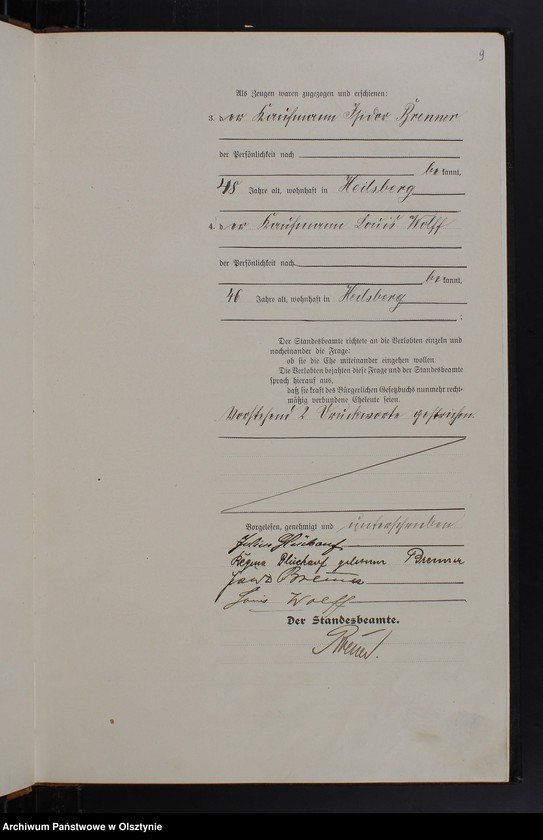 9
Als Zeugen waren zugezogen und erschienen:
3. der Kaufmann Isidor Brenner
der Persönlichkeit nach
bekannt,
48 Jahre alt, wohnhaft in Heilsberg
4. der Kaufmann Louis Wolff
der Persönlichkeit nach
bekannt,
46 Jahre alt, wohnhaft in Heilsberg
;
Der Standesbeamte richtete an die Verlobten einzeln und
nacheinander die Frage:
ob sie die Ehe miteinander eingehen wollen.
Die Verlobten bejahten diese Frage und der Standesbeamte
sprach hierauf aus,
daß sie kraft des Bürgerlichen Gesetzbuchs nunmehr recht-
mäßig verbundene Eheleute seien.
Vorstehend 2 Druckworte gestrichen
Vorgelesen, genehmigt und unterschrieben
Glückauf
Regina Glückauf geborene Brenner
Brenner
Louis Wolff
Der Standesbeamte.
Archiwum Państwowe w Olsztynie